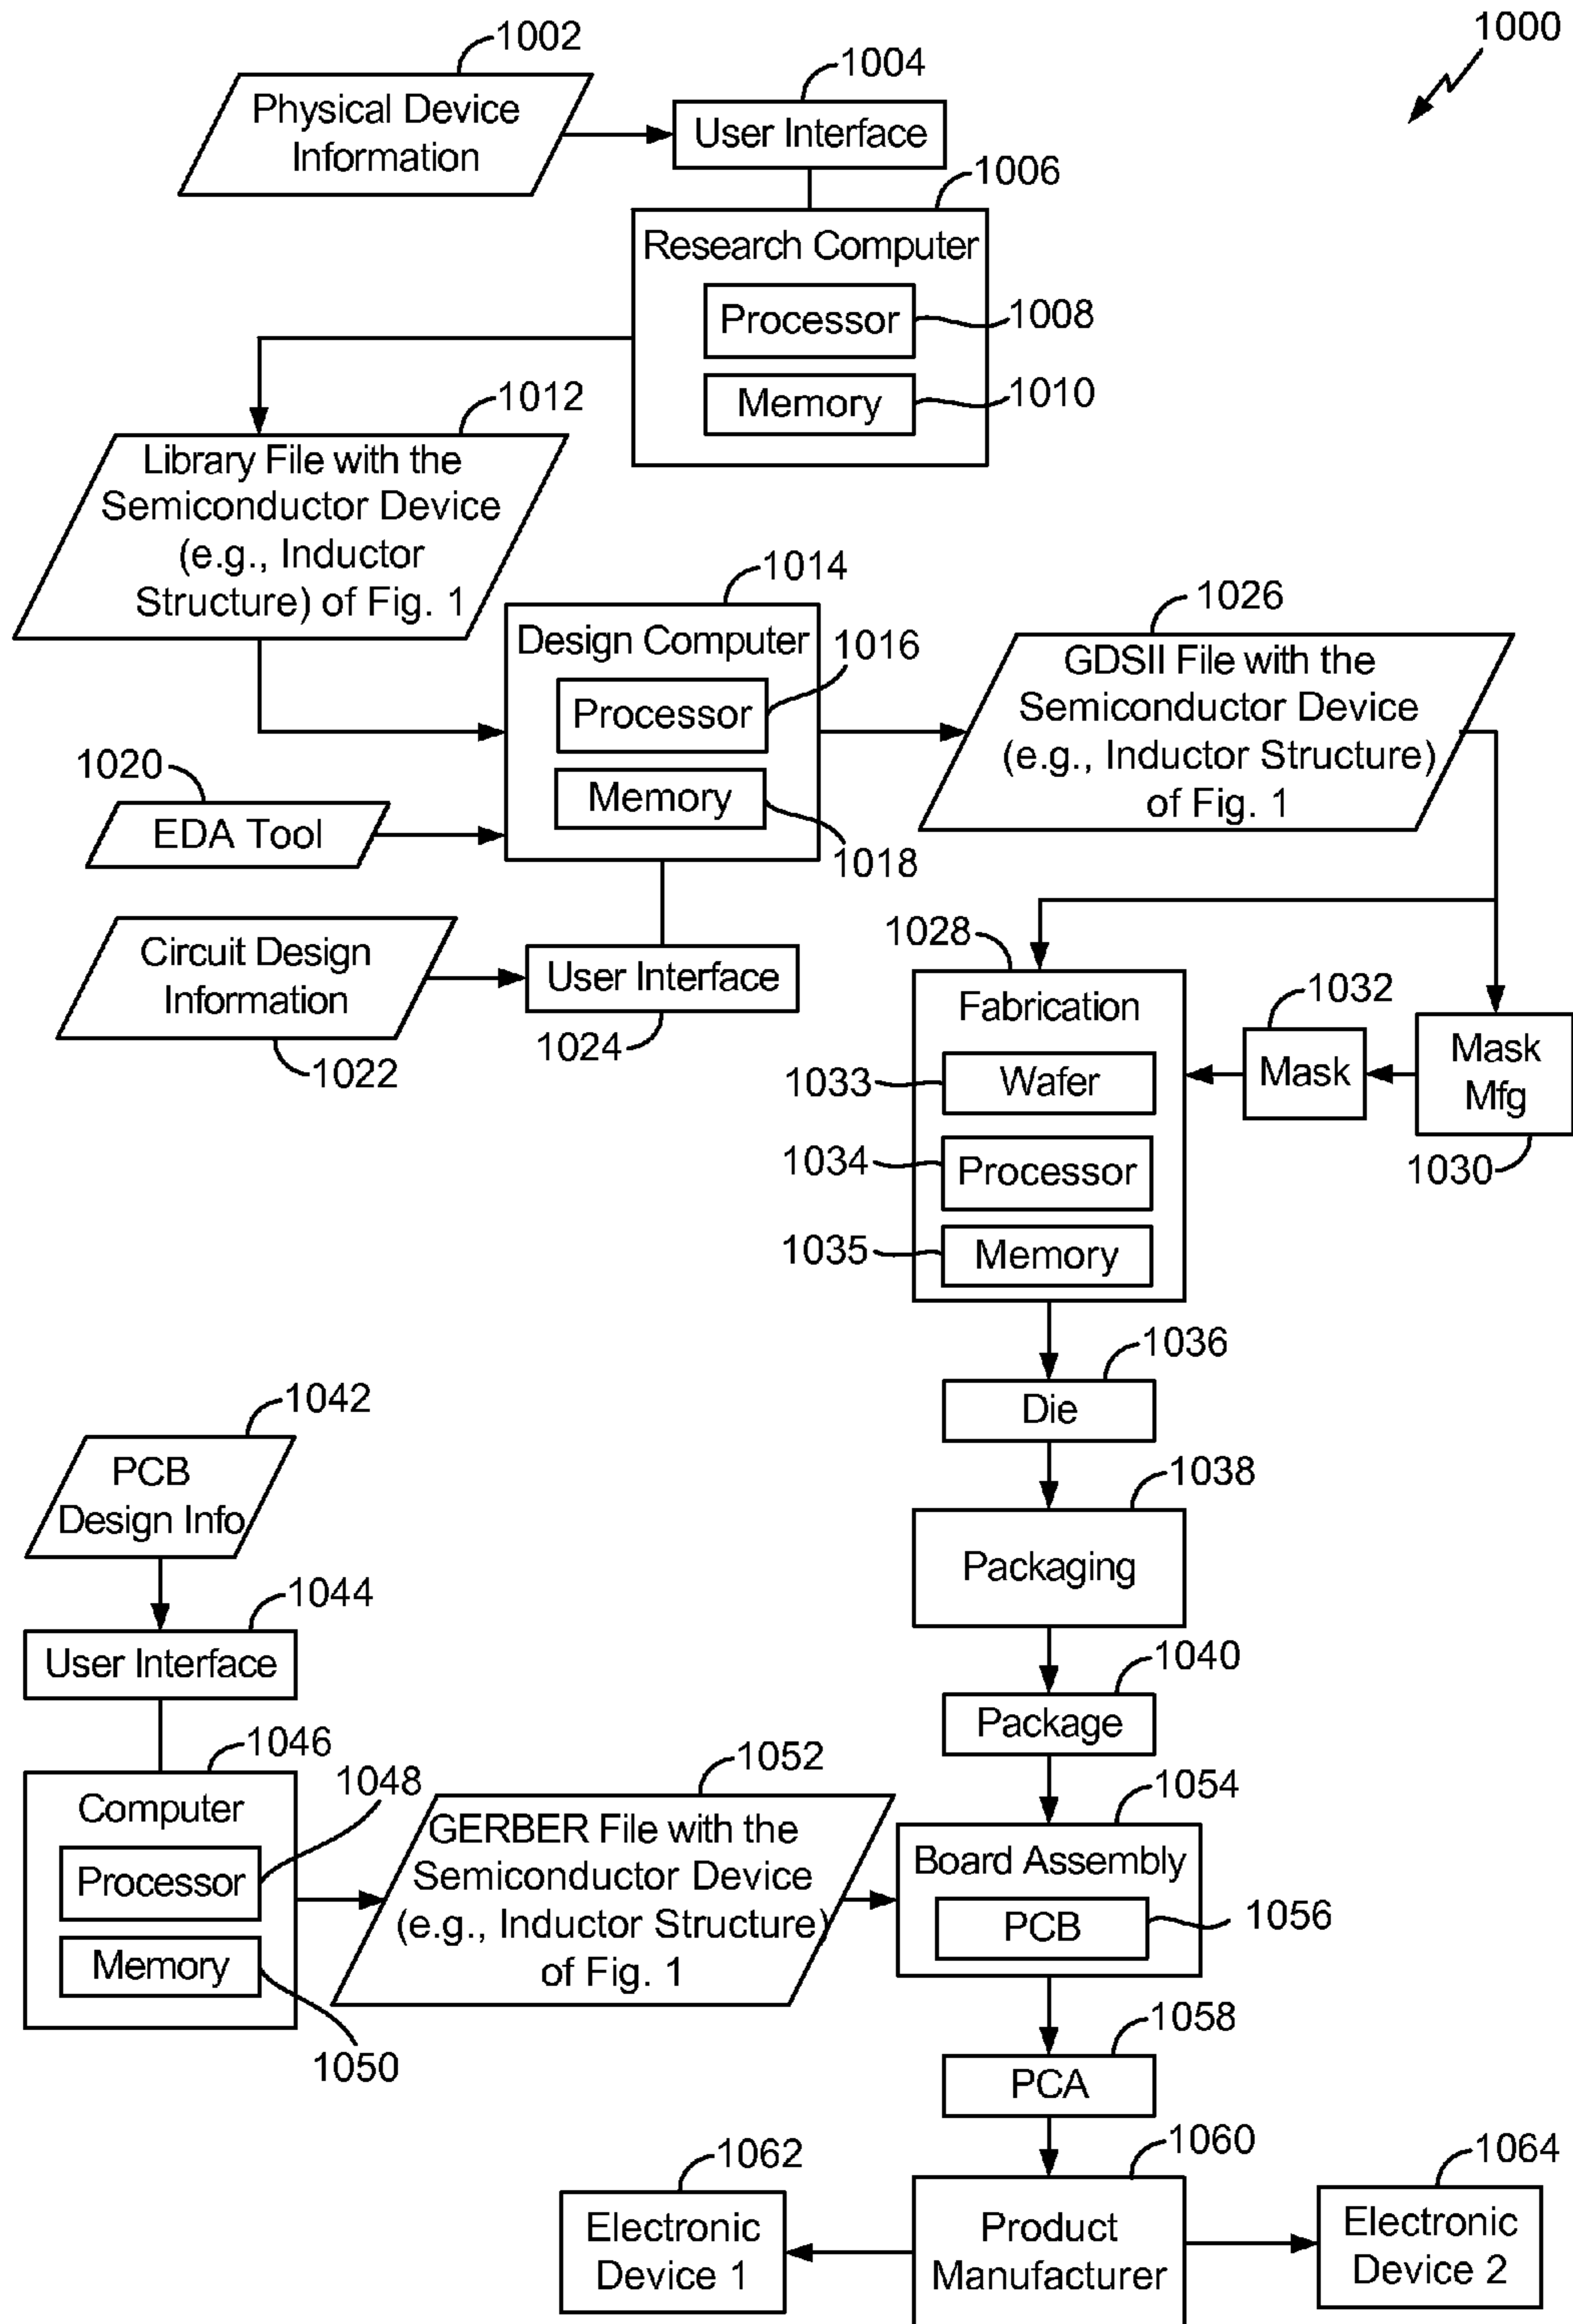 1000
1002
Physical Device
Information
1004
User Interface
1006
Research Computer
Processor
1008
Memory
1010
1012
Library File with the
Semiconductor Device
(e.g., Inductor
Structure) of Fig. 1
1014
Design Computer
1016
Processor
Memory
1018
1020
EDA Tool
Circuit Design
Information
1022
User Interface
1024
1026
GDSII File with the
Semiconductor Device
(e.g., Inductor Structure)
of Fig. 1
1028
Fabrication
1033
Wafer
1034
Processor
1035
Memory
1032
Mask
Mask
Mfg
1030
1036
Die
1038
Packaging
1040
Package
1042
PCB
Design Info
1044
User Interface
1046
Computer
1048
Processor
Memory
1050
1052
GERBER File with the
Semiconductor Device
(e.g., Inductor Structure)
of Fig. 1
1054
Board Assembly
PCB
1056
1058
PCA
1060
Product
Manufacturer
1062
Electronic
Device 1
1064
Electronic
Device 2